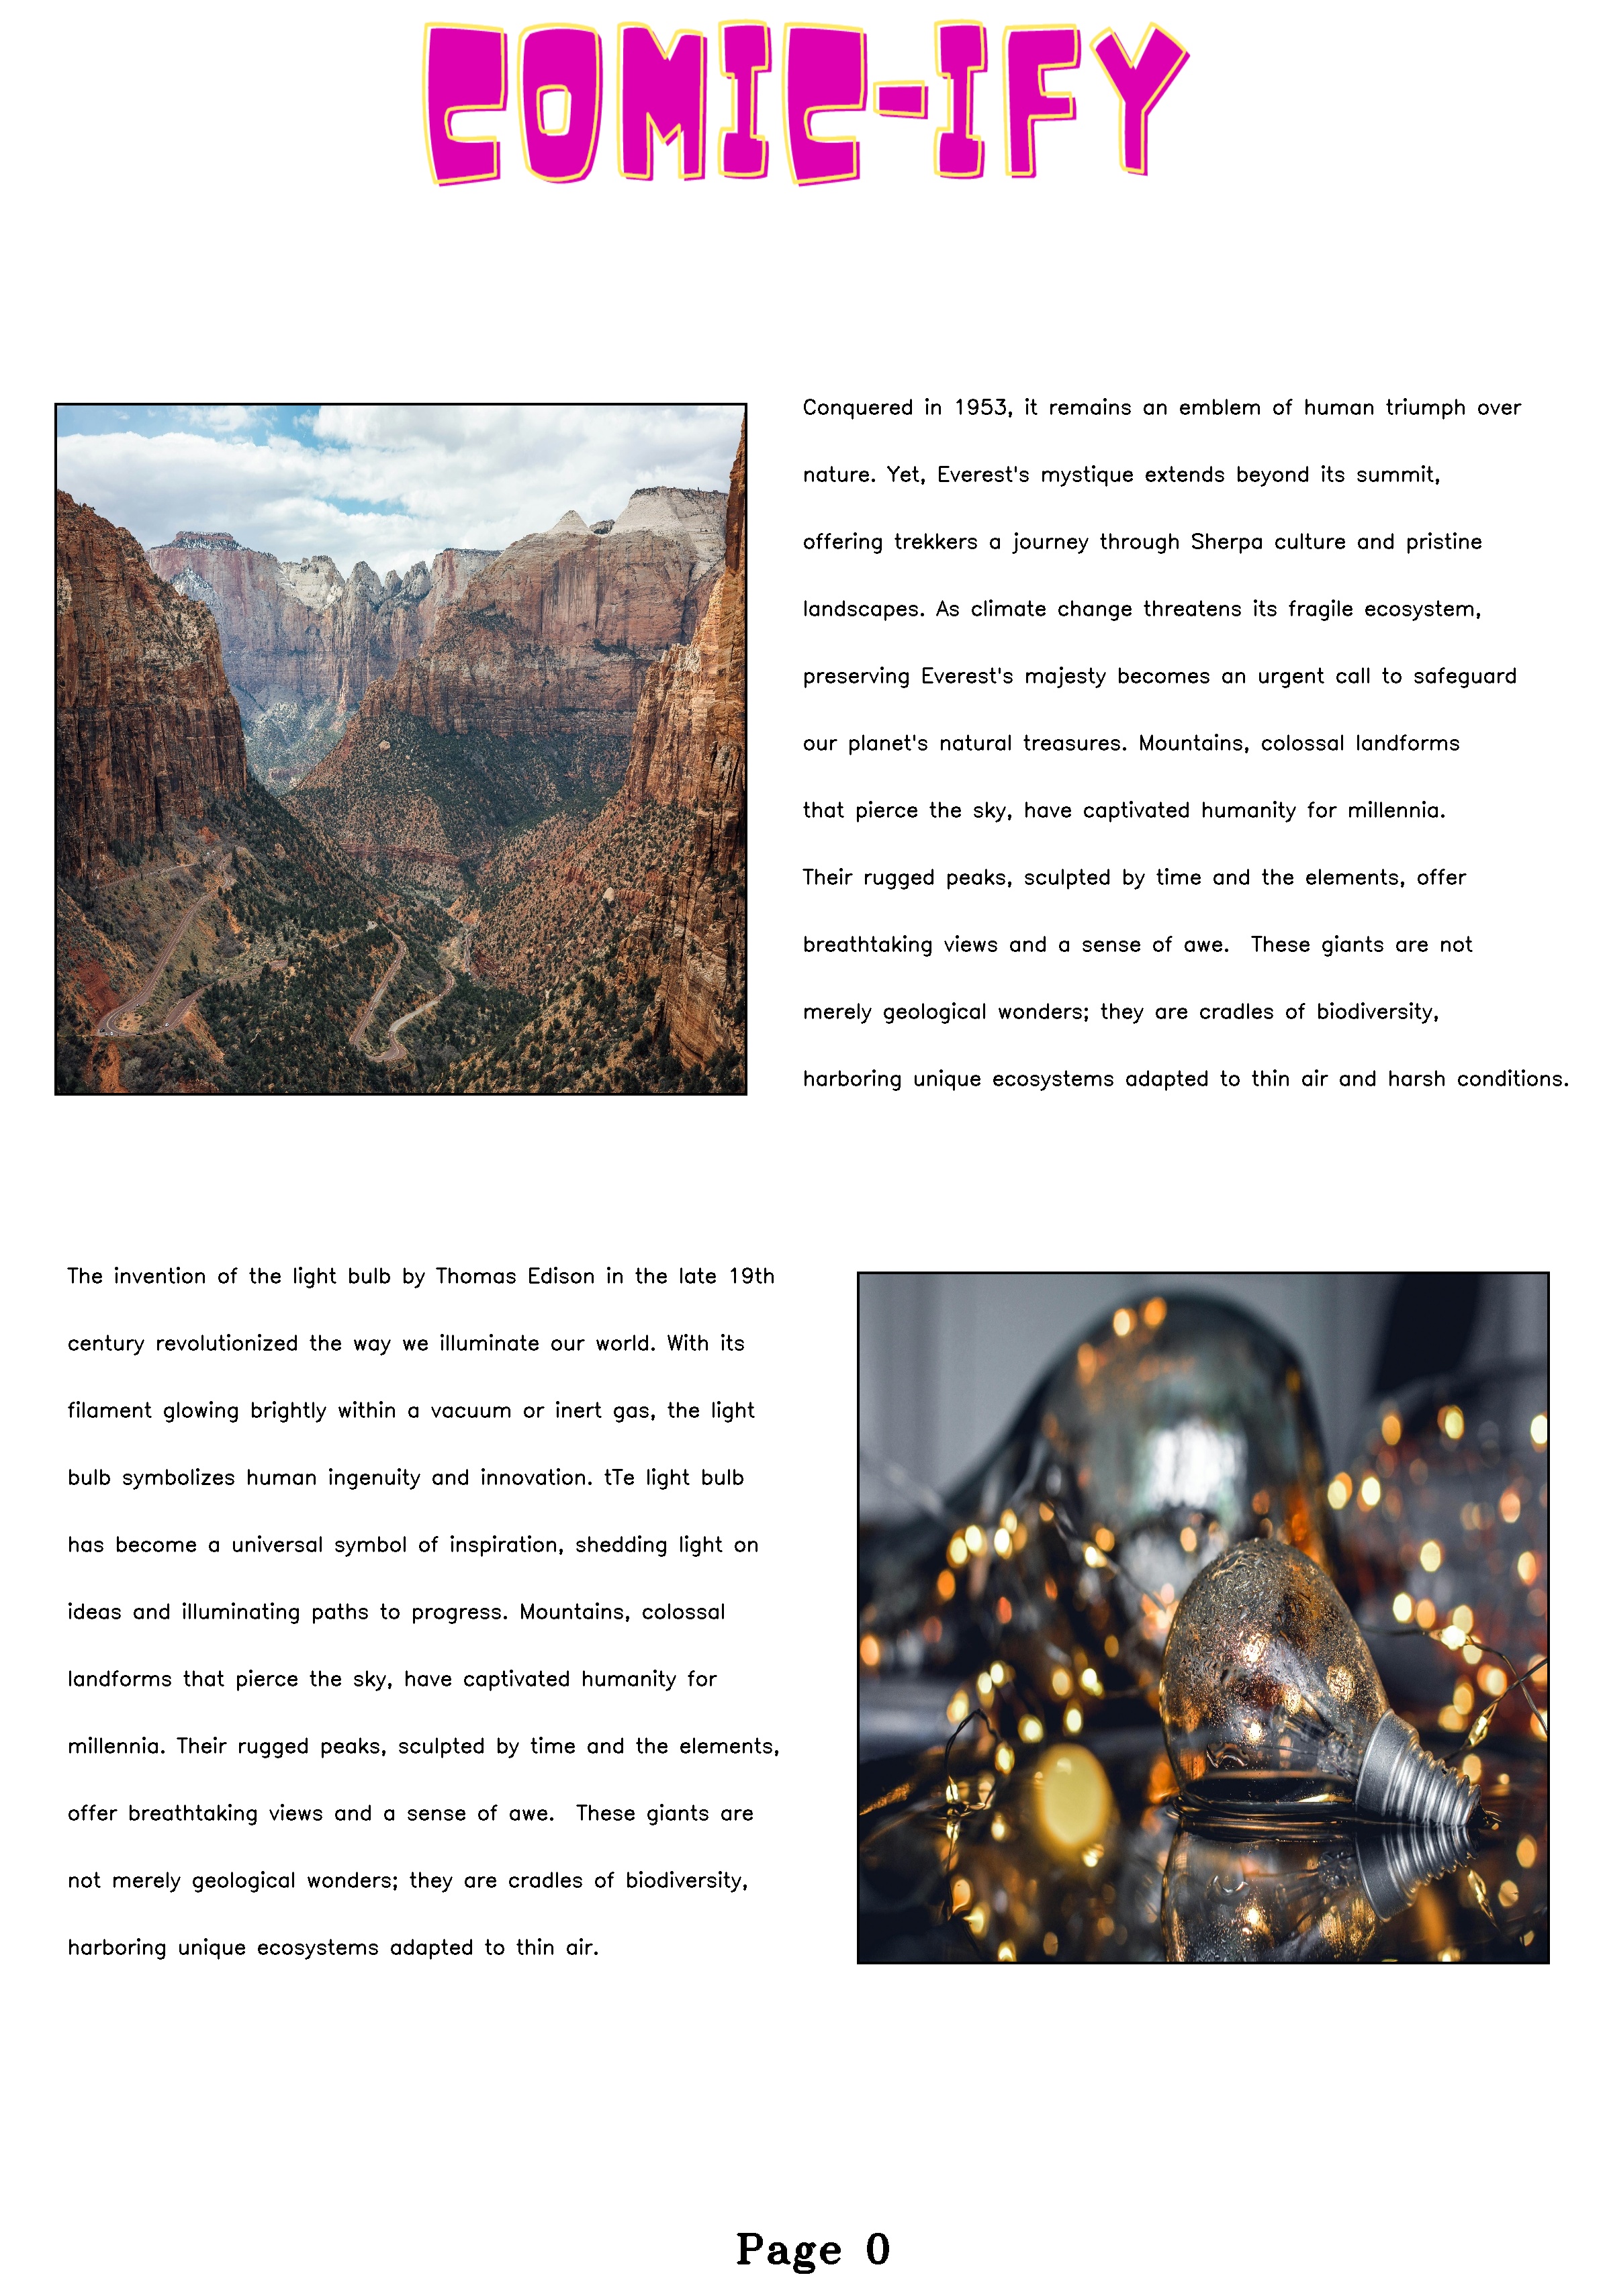 COMIC-IFY
Conquered in 1953, it remains an emblem of human triumph over
nature. Yet, Everest's mystique extends beyond its summit,
offering trekkers a journey through Sherpa culture and pristine
landscapes. As climate change threatens its fragile ecosystem,
preserving Everest's majesty becomes an urgent call to safeguard
our planet's natural treasures. Mountains, colossal landforms
that pierce the sky, have captivated humanity for millennia.
Their rugged peaks, sculpted by time and the elements, offer
breathtaking views and a sense of awe.  These giants are not
merely geological wonders; they are cradles of biodiversity,
harboring unique ecosystems adapted to thin air and harsh conditions.
The invention of the light bulb by Thomas Edison in the late 19th
century revolutionized the way we illuminate our world. With its
filament glowing brightly within a vacuum or inert gas, the light
bulb symbolizes human ingenuity and innovation. tTe light bulb
has become a universal symbol of inspiration, shedding light on
ideas and illuminating paths to progress. Mountains, colossal
landforms that pierce the sky, have captivated humanity for
millennia. Their rugged peaks, sculpted by time and the elements,
offer breathtaking views and a sense of awe.  These giants are
not merely geological wonders; they are cradles of biodiversity,
harboring unique ecosystems adapted to thin air.
Page 0